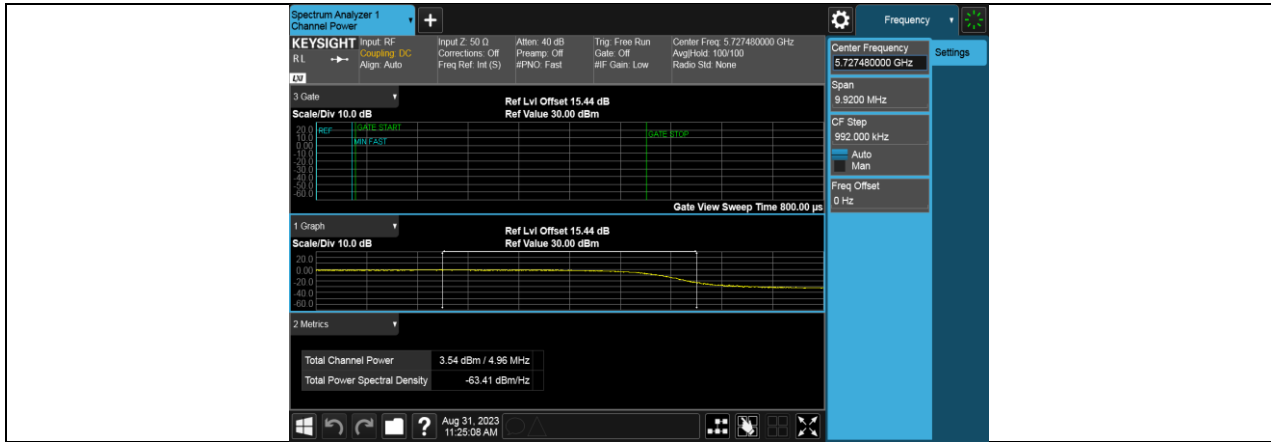 Spectrum Analyzer 1
Channel Power
+
Frequency
KEYSIGHT
R L
LXI
Input: RF
Coupling: DC
Align: Auto
Input Z: 50 Ω
Corrections: Off
Freq Ref: Int (S)
Atten: 40 dB
Preamp: Off
#PNO: Fast
Trig: Free Run
Gate: Off
#IF Gain: Low
Center Freq: 5.727480000 GHz
Avg|Hold: 100/100
Radio Std: None
Center Frequency
5.727480000 GHz
Settings
Span
9.9200 MHz
CF Step
992.000 kHz
Auto
Man
Freq Offset
0 Hz
3 Gate
Ref Lvl Offset 15.44 dB
Scale/Div 10.0 dB
Ref Value 30.00 dBm
20.0
10.0
0.00
-10.0
-20.0
-30.0
-40.0
-50.0
-60.0
REF
GATE START
MIN FAST
GATE STOP
Gate View Sweep Time 800.00 µs
1 Graph
Ref Lvl Offset 15.44 dB
Scale/Div 10.0 dB
Ref Value 30.00 dBm
20.0
0.00
-20.0
-40.0
-60.0
2 Metrics
Total Channel Power 3.54 dBm / 4.96 MHz
Total Power Spectral Density -63.41 dBm/Hz
?
Aug 31, 2023
11:25:08 AM